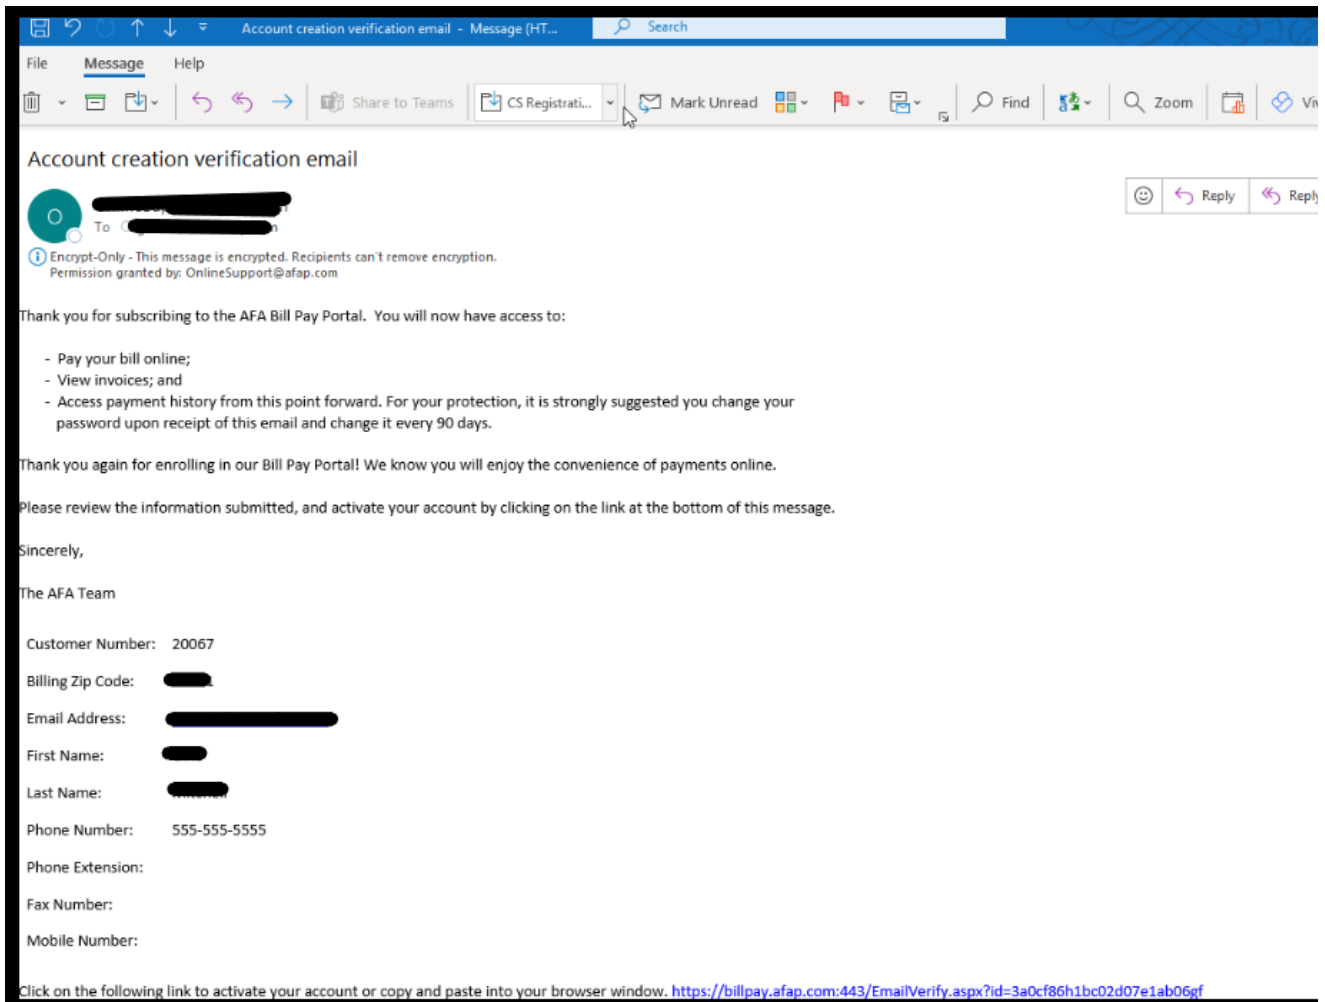 Account creation verification email - Message (HT...
Search
File Message Help
Share to Teams CS Registrati... Mark Unread Find Zoom
Account creation verification email
O
To
Reply
Encrypt-Only - This message is encrypted. Recipients can't remove encryption.
Permission granted by: OnlineSupport@afap.com
Thank you for subscribing to the AFA Bill Pay Portal. You will now have access to:
- Pay your bill online;
- View invoices; and
- Access payment history from this point forward. For your protection, it is strongly suggested you change your
password upon receipt of this email and change it every 90 days.
Thank you again for enrolling in our Bill Pay Portal! We know you will enjoy the convenience of payments online.
Please review the information submitted, and activate your account by clicking on the link at the bottom of this message.
Sincerely,
The AFA Team
Customer Number: 20067
Billing Zip Code:
Email Address:
First Name:
Last Name:
Phone Number: 555-555-5555
Phone Extension:
Fax Number:
Mobile Number:
Click on the following link to activate your account or copy and paste into your browser window. https://billpay.afap.com:443/EmailVerify.aspx?id=3a0cf86h1bc02d07e1ab06gf